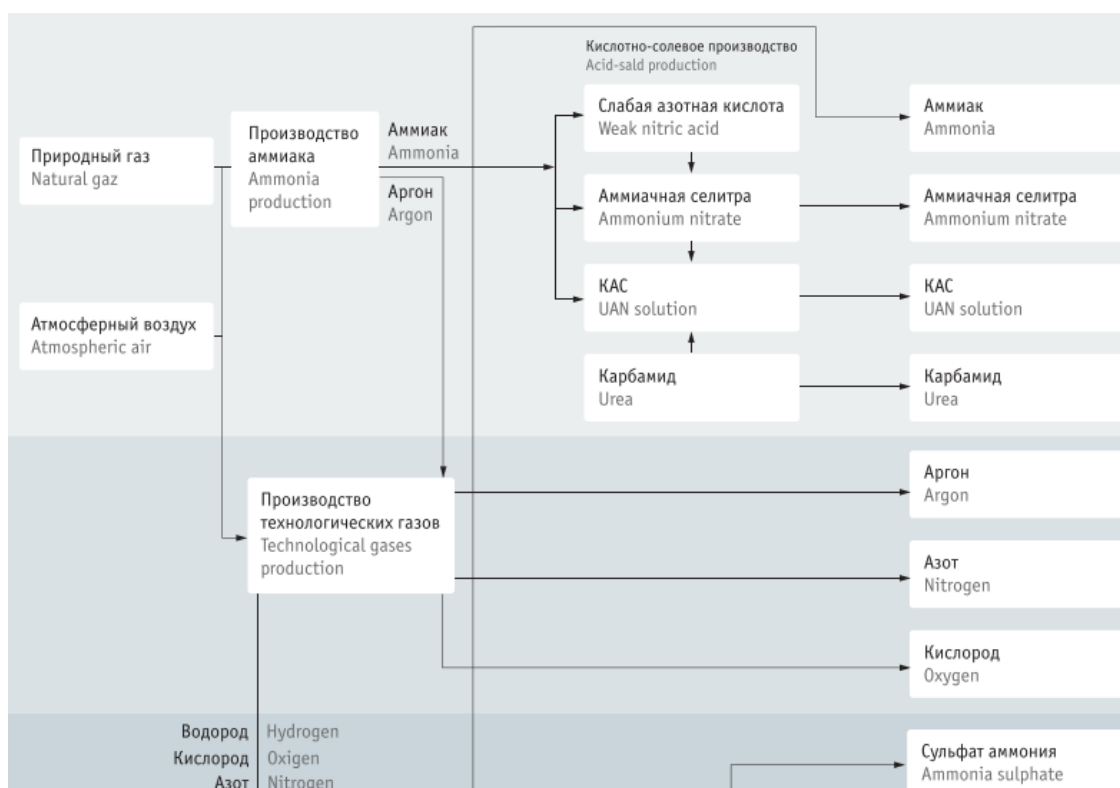 Кислотно-солевое производство
Acid-sald production
Природный газ
Natural gaz
Атмосферный воздух
Atmospheric air
Производство
аммиака
Ammonia
production
Аммиак
Ammonia
Аргон
Argon
Слабая азотная кислота
Weak nitric acid
Аммиачная селитра
Ammonium nitrate
КАС
UAN solution
Карбамид
Urea
Аммиак
Ammonia
Аммиачная селитра
Ammonium nitrate
КАС
UAN solution
Карбамид
Urea
Производство
технологических газов
Technological gases
production
Аргон
Argon
Азот
Nitrogen
Кислород
Oxygen
Водород Hydrogen
Кислород Oxigen
Азот Nitrogen
Сульфат аммония
Ammonia sulphate